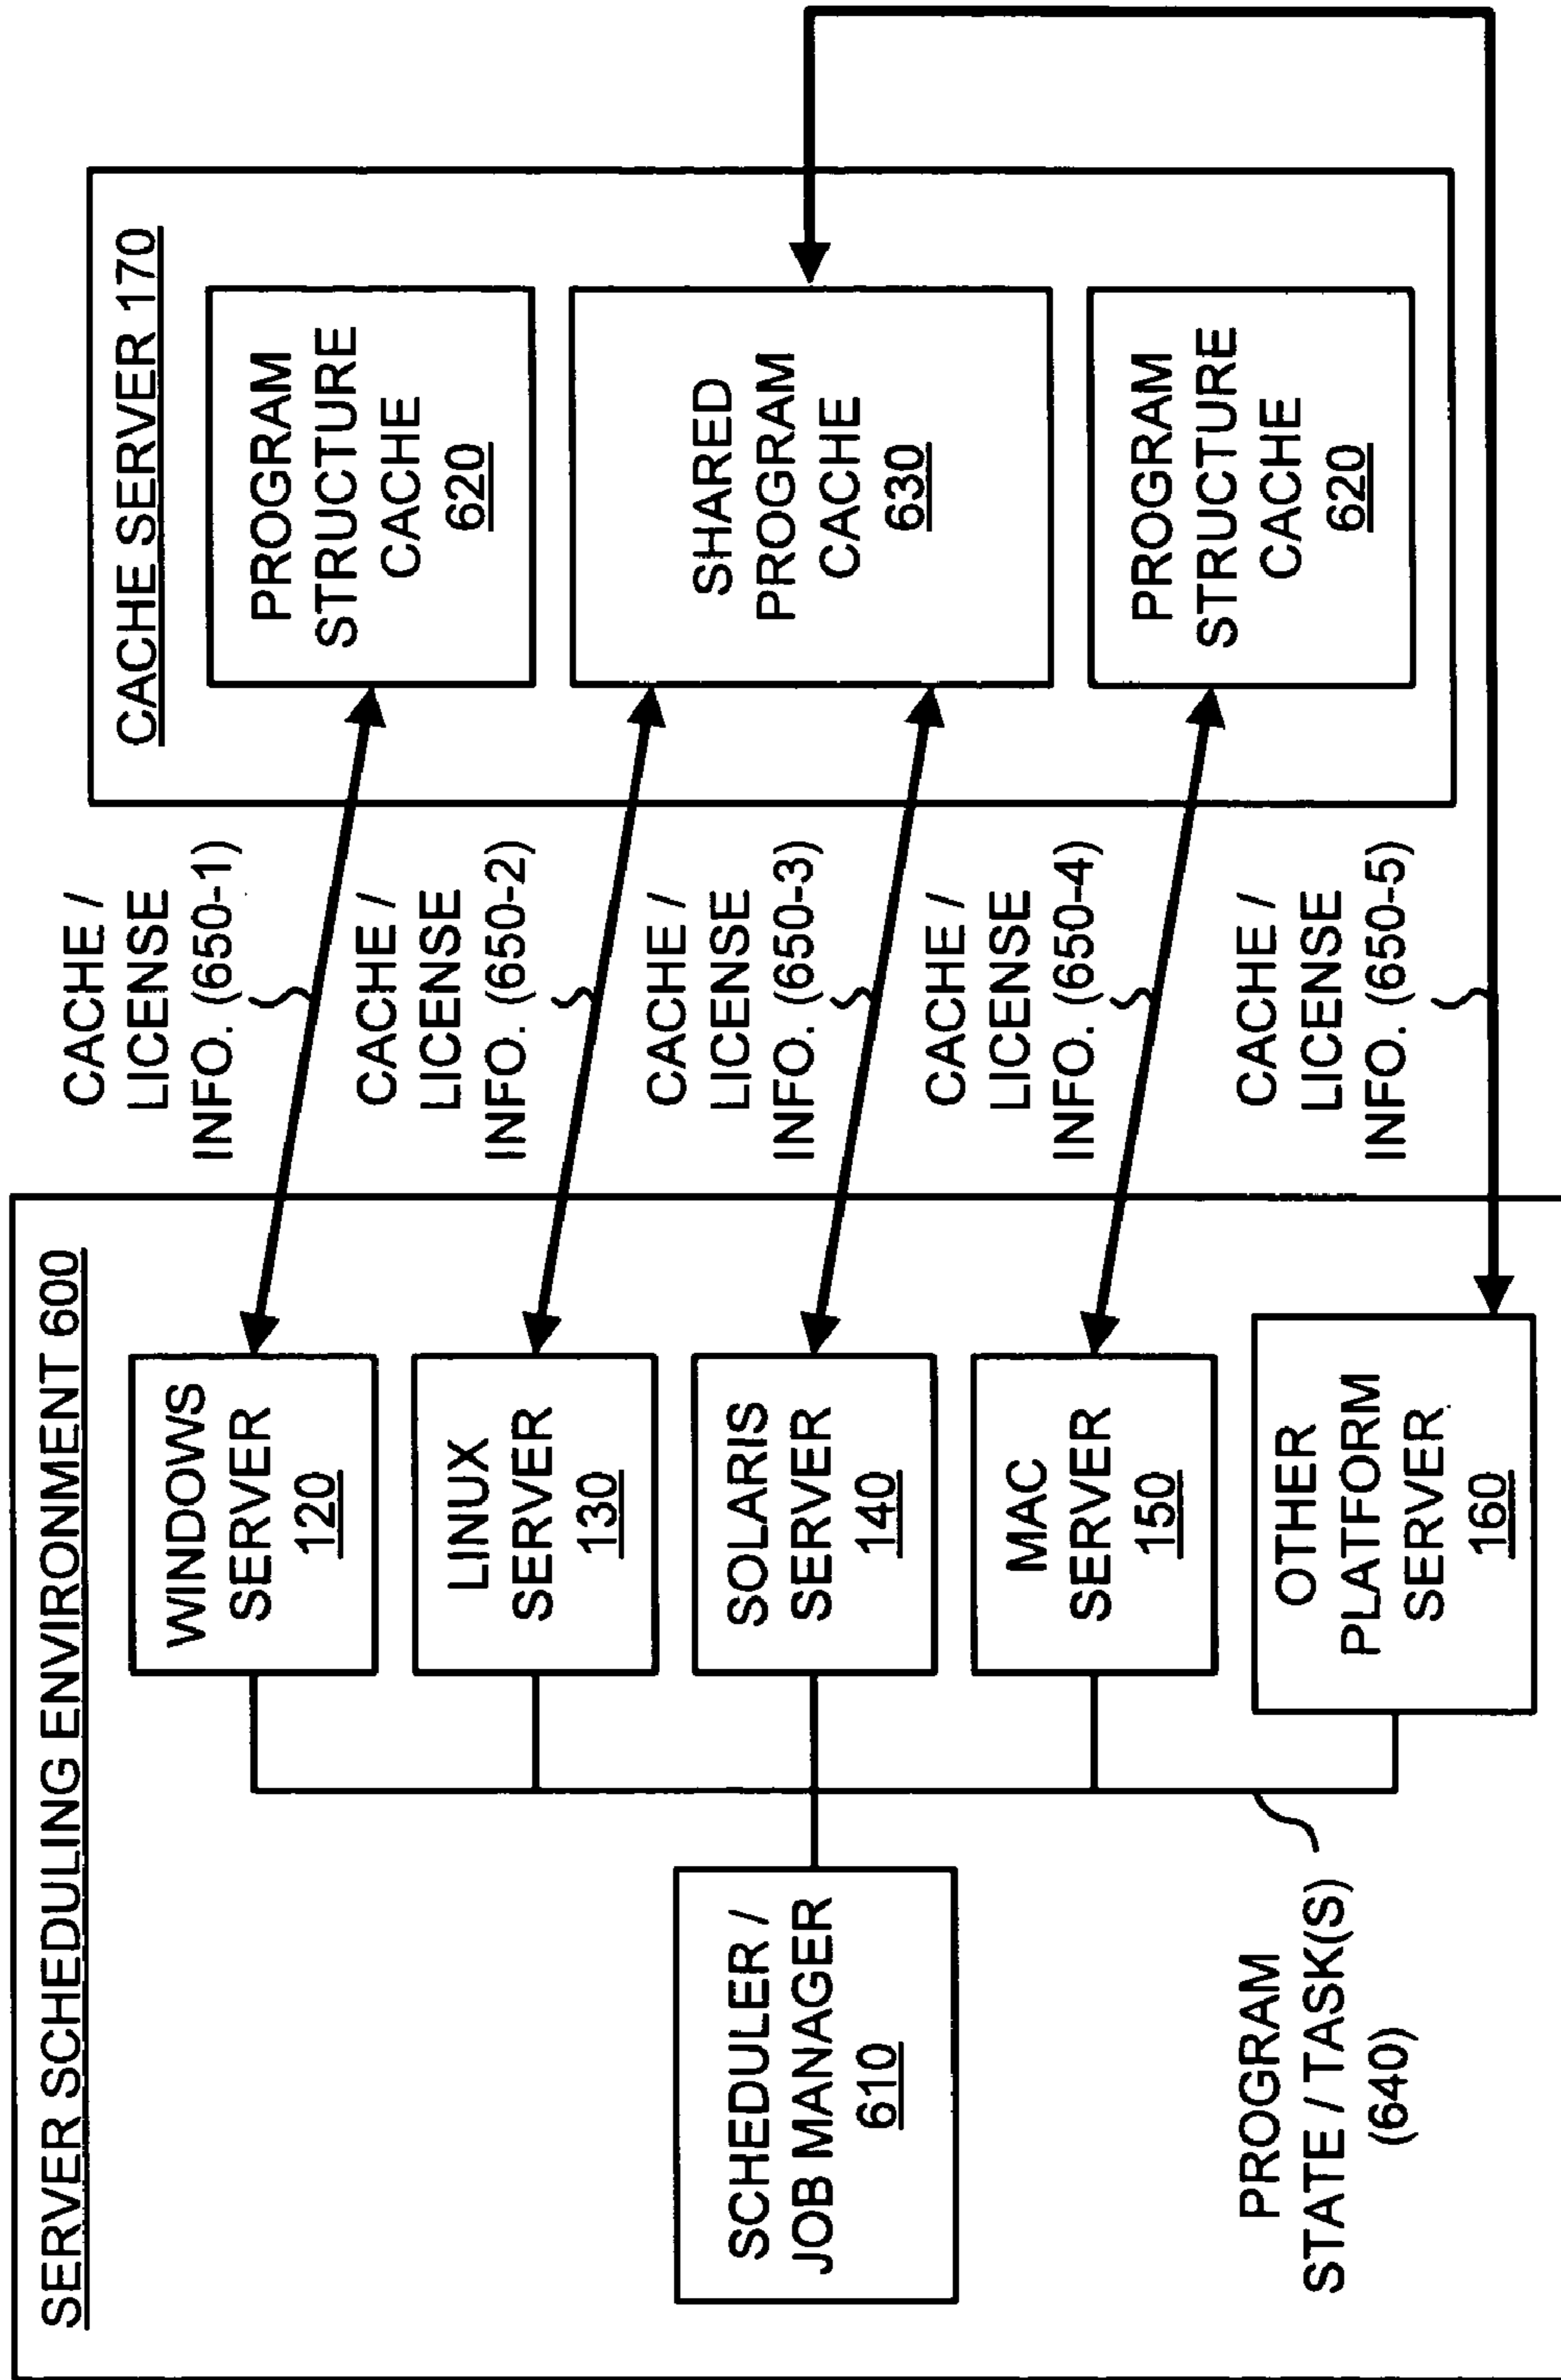 SERVER SCHEDULING ENVIRONMENT 600
SCHEDULER /
JOB MANAGER
610
PROGRAM
STATE / TASK(S)
(640)
WINDOWS
SERVER
120
LINUX
SERVER
130
SOLARIS
SERVER
140
MAC
SERVER
150
OTHER
PLATFORM
SERVER
160
CACHE /
LICENSE
INFO. (650-1)
CACHE /
LICENSE
INFO. (650-2)
CACHE /
LICENSE
INFO. (650-3)
CACHE /
LICENSE
INFO. (650-4)
CACHE /
LICENSE
INFO. (650-5)
CACHE SERVER 170
PROGRAM
STRUCTURE
CACHE
620
SHARED
PROGRAM
CACHE
630
PROGRAM
STRUCTURE
CACHE
620